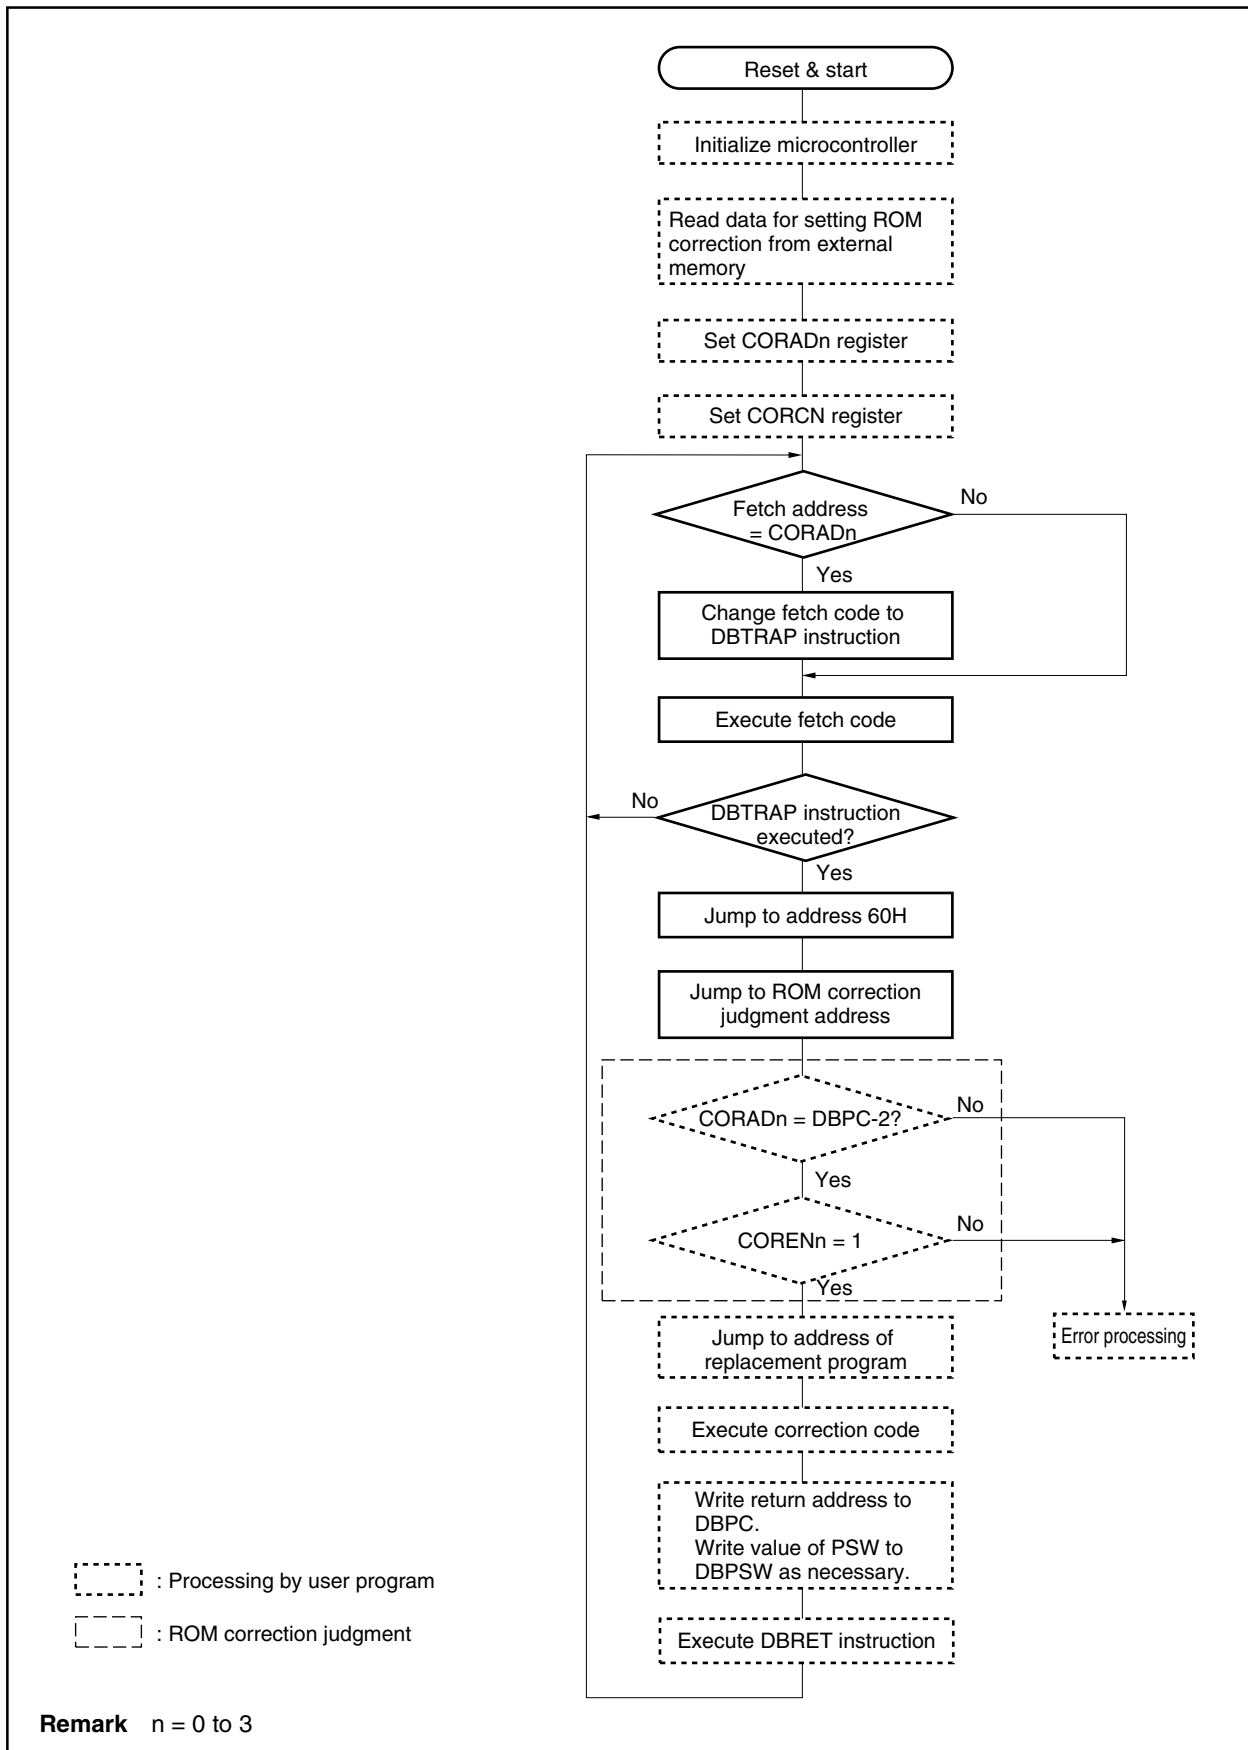 Reset & start
Initialize microcontroller
Read data for setting ROM
correction from external
memory
Set CORADn register
Set CORCN register
Fetch address
= CORADn
No
Yes
Change fetch code to
DBTRAP instruction
Execute fetch code
No
DBTRAP instruction
executed?
Yes
Jump to address 60H
Jump to ROM correction
judgment address
CORADn = DBPC-2?
No
Yes
CORENn = 1
No
Yes
Jump to address of
replacement program
Error processing
Execute correction code
Write return address to
DBPC.
Write value of PSW to
DBPSW as necessary.
Execute DBRET instruction
: Processing by user program
: ROM correction judgment
Remark n = 0 to 3